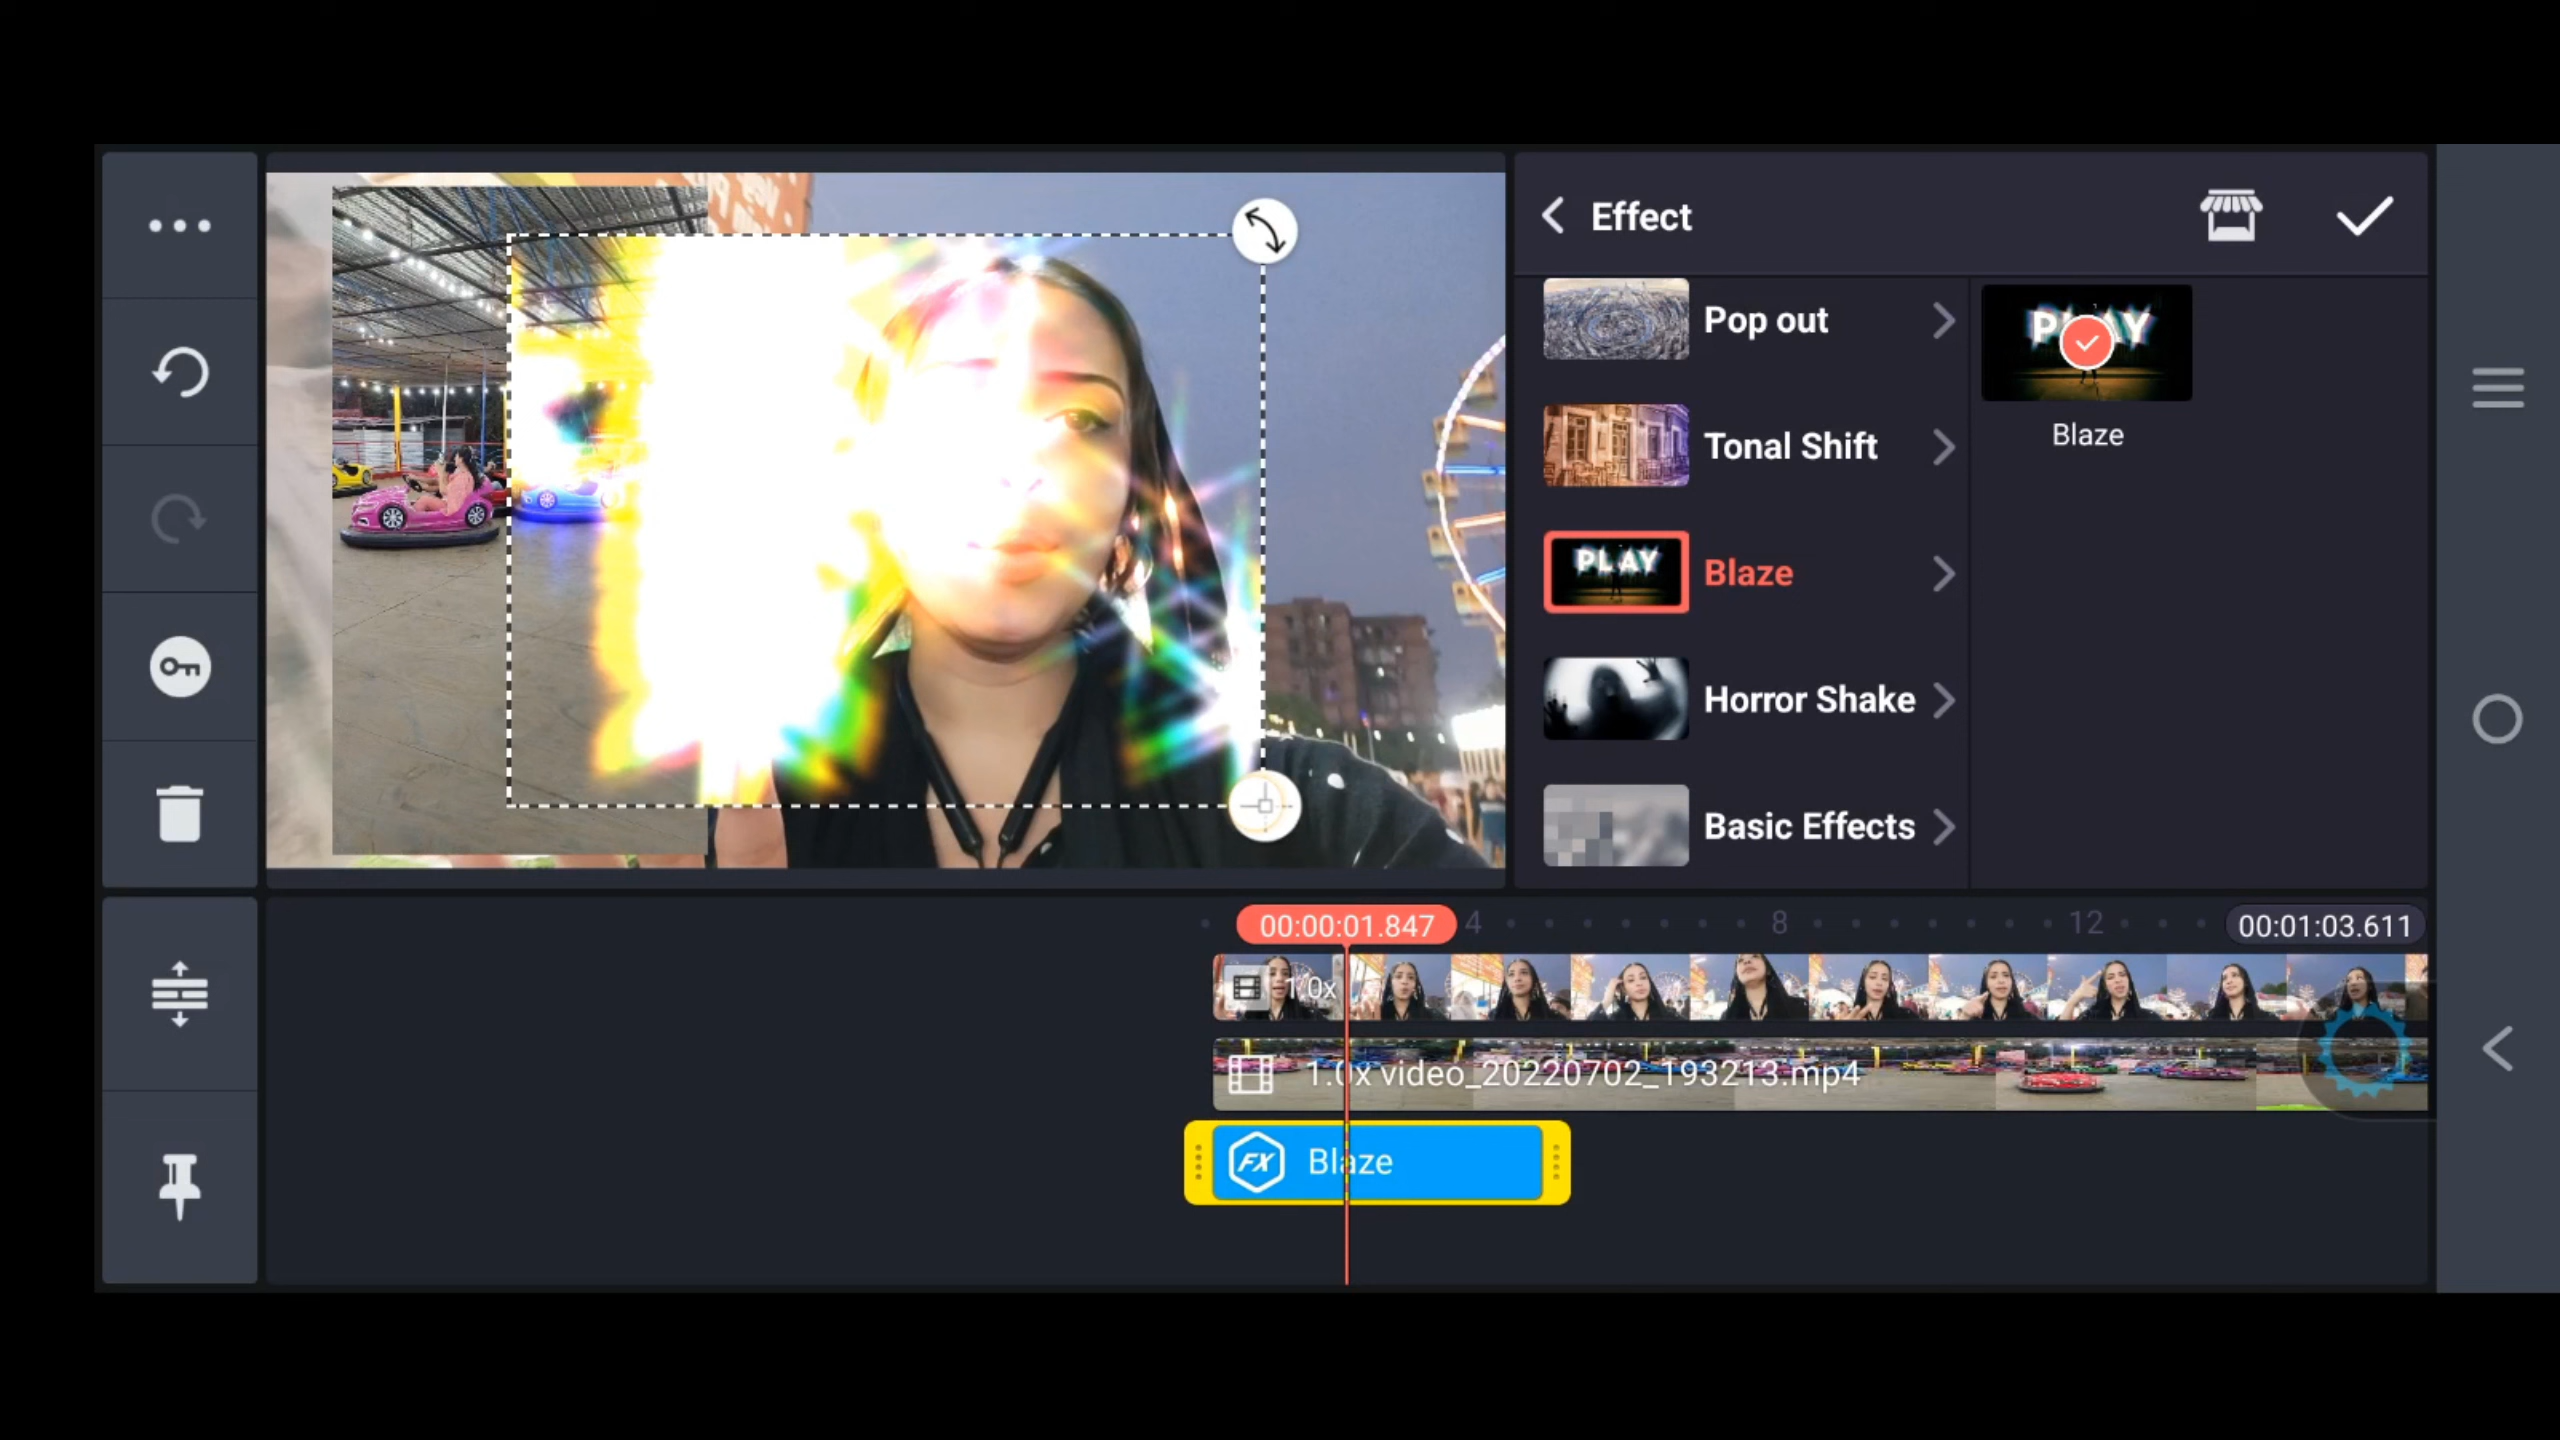 Effect
Pop out
Tonal Shift
PLAY
Blaze
Horror Shake
Basic Effects
Blaze
00:00:01.847
4
8
12
00:01:03.611
1.0x
1.0x video_20220702_193213.mp4
FX
Blaze